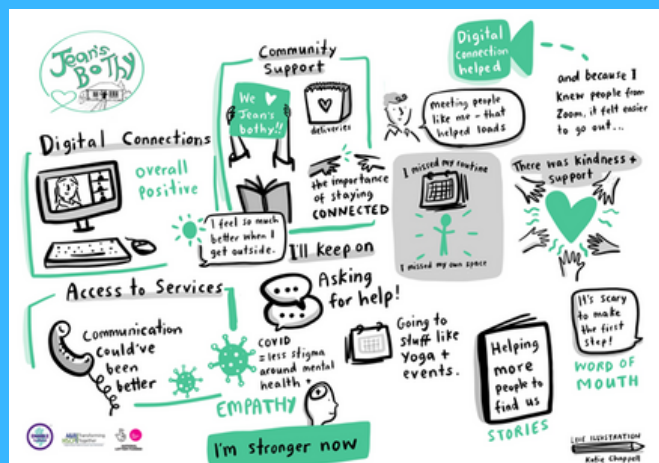 Jean's
Bothy
Community
Support
We ♥
Jean's
bothy!!
deliveries
the importance
of staying
CONNECTED
Digital
connection
helped
meeting people
like me - that
helped loads
and because I
knew people from
Zoom, it felt easier
to go out...
Digital Connections
overall
positive
I feel so much
better when I
get outside.
I missed my routine
I missed my own space
There was kindness +
support
I'll keep on
Asking
for help!
Access to Services
Communication
could've
been
better
COVID
= less stigma
around mental
health +
EMPATHY
I'm stronger now
Going to
stuff like
yoga +
events.
Helping
more
people to
find us
STORIES
It's scary
to make
the first
step!
WORD OF
MOUTH
Transforming
Together
LIVE ILLUSTRATION
Katie Chappell